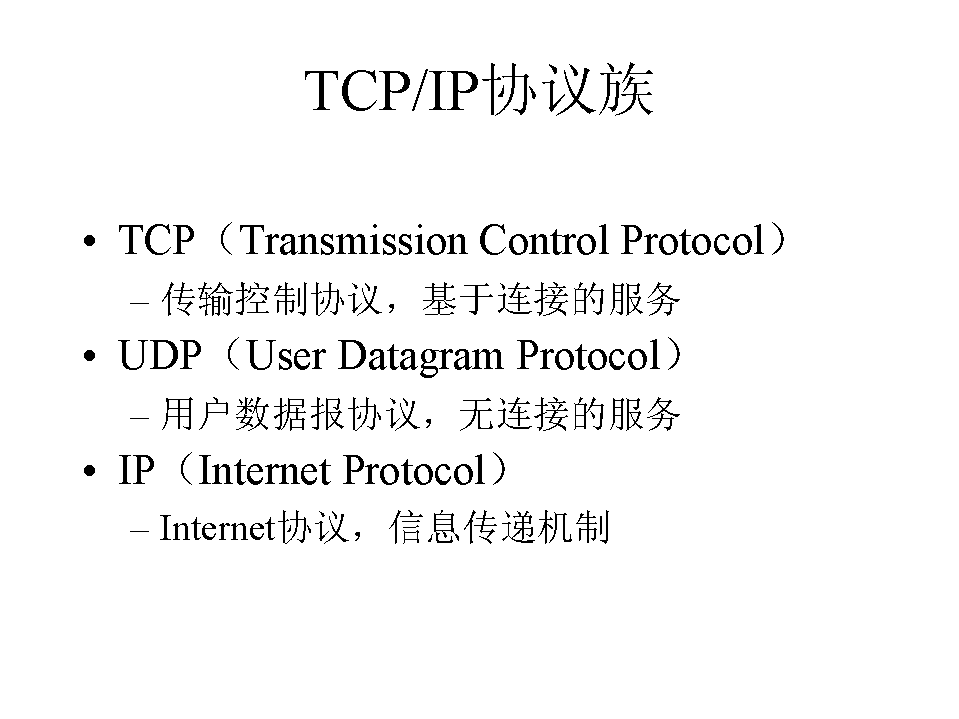 TCP/IP协议族
• TCP（Transmission Control Protocol）
– 传输控制协议，基于连接的服务
• UDP（User Datagram Protocol）
– 用户数据报协议，无连接的服务
• IP（Internet Protocol）
– Internet协议，信息传递机制